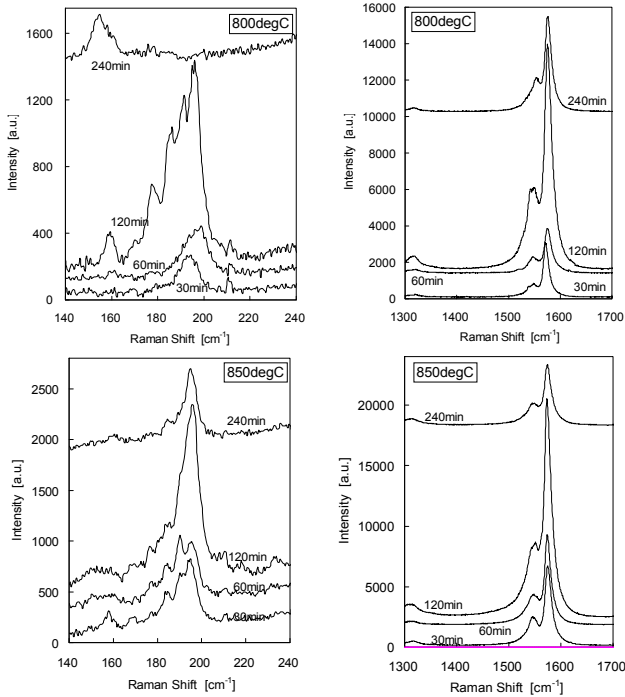 800degC
1600
1200
800
400
0
Intensity [a.u.]
240min
120min
60min
30min
140 160 180 200 220 240
Raman Shift [cm⁻¹]
800degC
16000
14000
12000
10000
8000
6000
4000
2000
0
Intensity [a.u.]
240min
120min
60min
30min
1300 1400 1500 1600 1700
Raman Shift [cm⁻¹]
850degC
2500
2000
1500
1000
500
0
Intensity [a.u.]
240min
120min
60min
30min
140 160 180 200 220 240
Raman Shift [cm⁻¹]
850degC
20000
15000
10000
5000
0
Intensity [a.u.]
240min
120min
60min
30min
1300 1400 1500 1600 1700
Raman Shift [cm⁻¹]